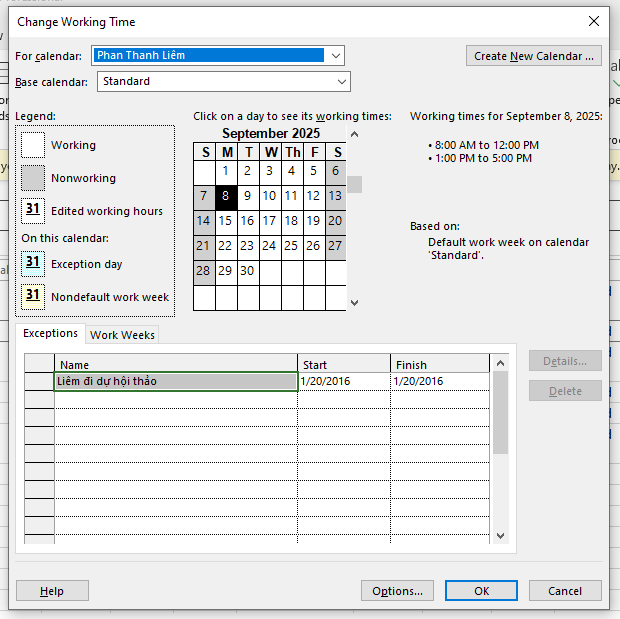 Change Working Time
For calendar: Phan Thanh Liêm
Create New Calendar ...
Base calendar: Standard
Legend:
Working
Nonworking
31 Edited working hours
On this calendar:
31 Exception day
31 Nondefault work week
Click on a day to see its working times:
September 2025
S M T W Th F S
1 2 3 4 5 6
7 8 9 10 11 12 13
14 15 16 17 18 19 20
21 22 23 24 25 26 27
28 29 30
Working times for September 8, 2025:
• 8:00 AM to 12:00 PM
• 1:00 PM to 5:00 PM
Based on:
Default work week on calendar
'Standard'.
Exceptions Work Weeks
Name Start Finish
Liêm đi dự hội thảo 1/20/2016 1/20/2016
Details...
Delete
Help Options... OK Cancel